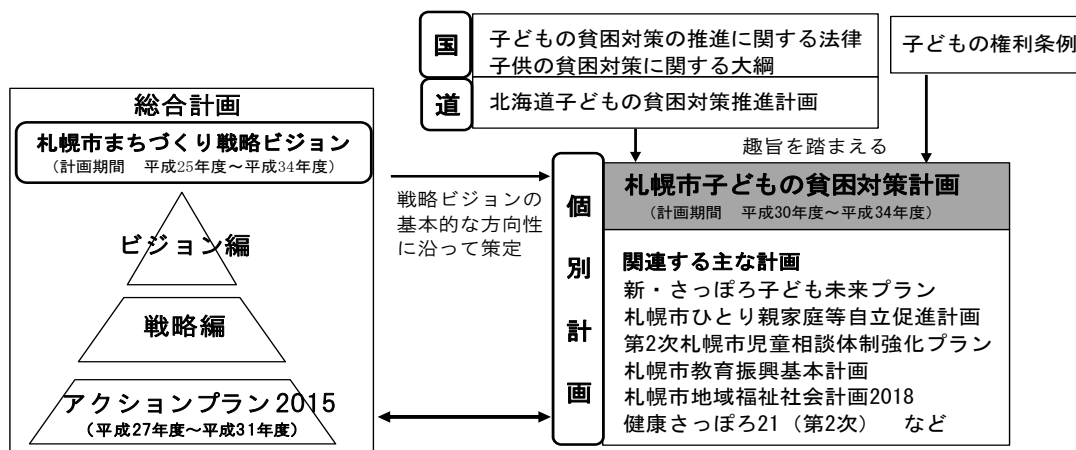 国
子どもの貧困対策の推進に関する法律
子供の貧困対策に関する大綱
道
北海道子どもの貧困対策推進計画
子どもの権利条例
総合計画
札幌市まちづくり戦略ビジョン
(計画期間　平成25年度～平成34年度)
ビジョン編
戦略編
アクションプラン2015
(平成27年度～平成31年度)
戦略ビジョンの
基本的な方向性
に沿って策定
趣旨を踏まえる
個別計画
札幌市子どもの貧困対策計画
(計画期間　平成30年度～平成34年度)
関連する主な計画
新・さっぽろ子ども未来プラン
札幌市ひとり親家庭等自立促進計画
第2次札幌市児童相談体制強化プラン
札幌市教育振興基本計画
札幌市地域福祉社会計画2018
健康さっぽろ21（第2次）　など